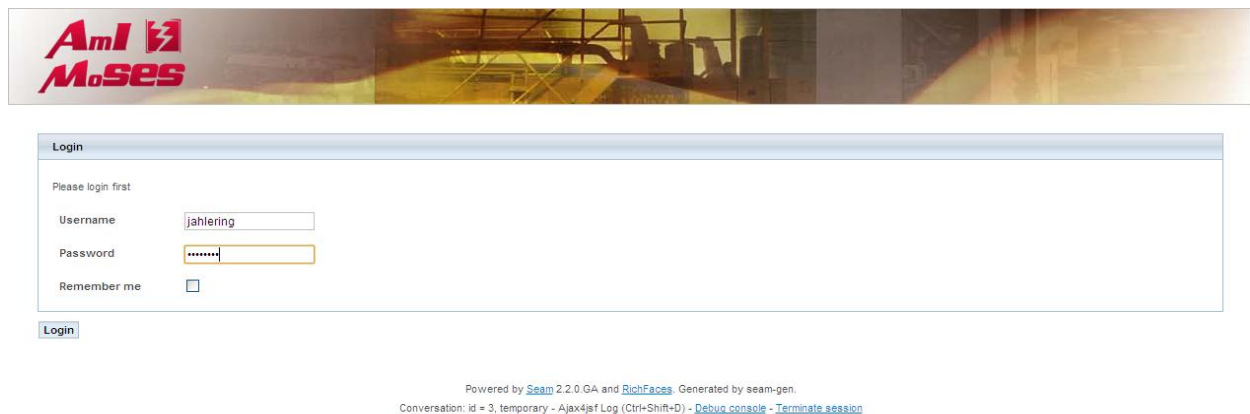 AmI
MoSES
Login
Please login first
Username jahlering
Password ••••••••
Remember me
Login
Powered by Seam 2.2.0.GA and RichFaces. Generated by seam-gen.
Conversation: id = 3, temporary - Ajax4jsf Log (Ctrl+Shift+D) - Debug console - Terminate session